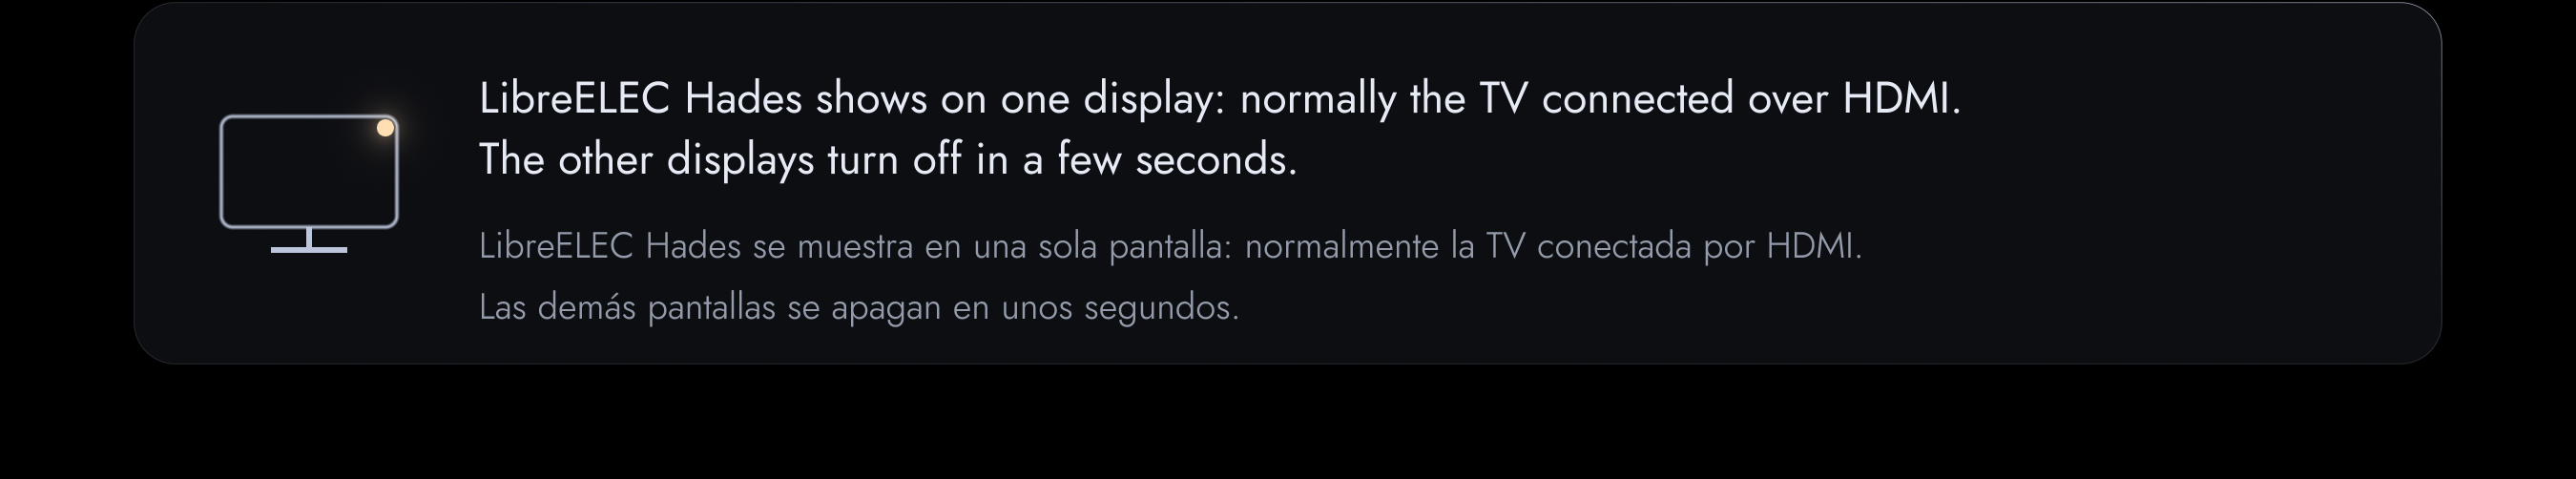 LibreELEC Hades shows on one display: normally the TV connected over HDMI.
The other displays turn off in a few seconds.
LibreELEC Hades se muestra en una sola pantalla: normalmente la TV conectada por HDMI.
Las demás pantallas se apagan en unos segundos.